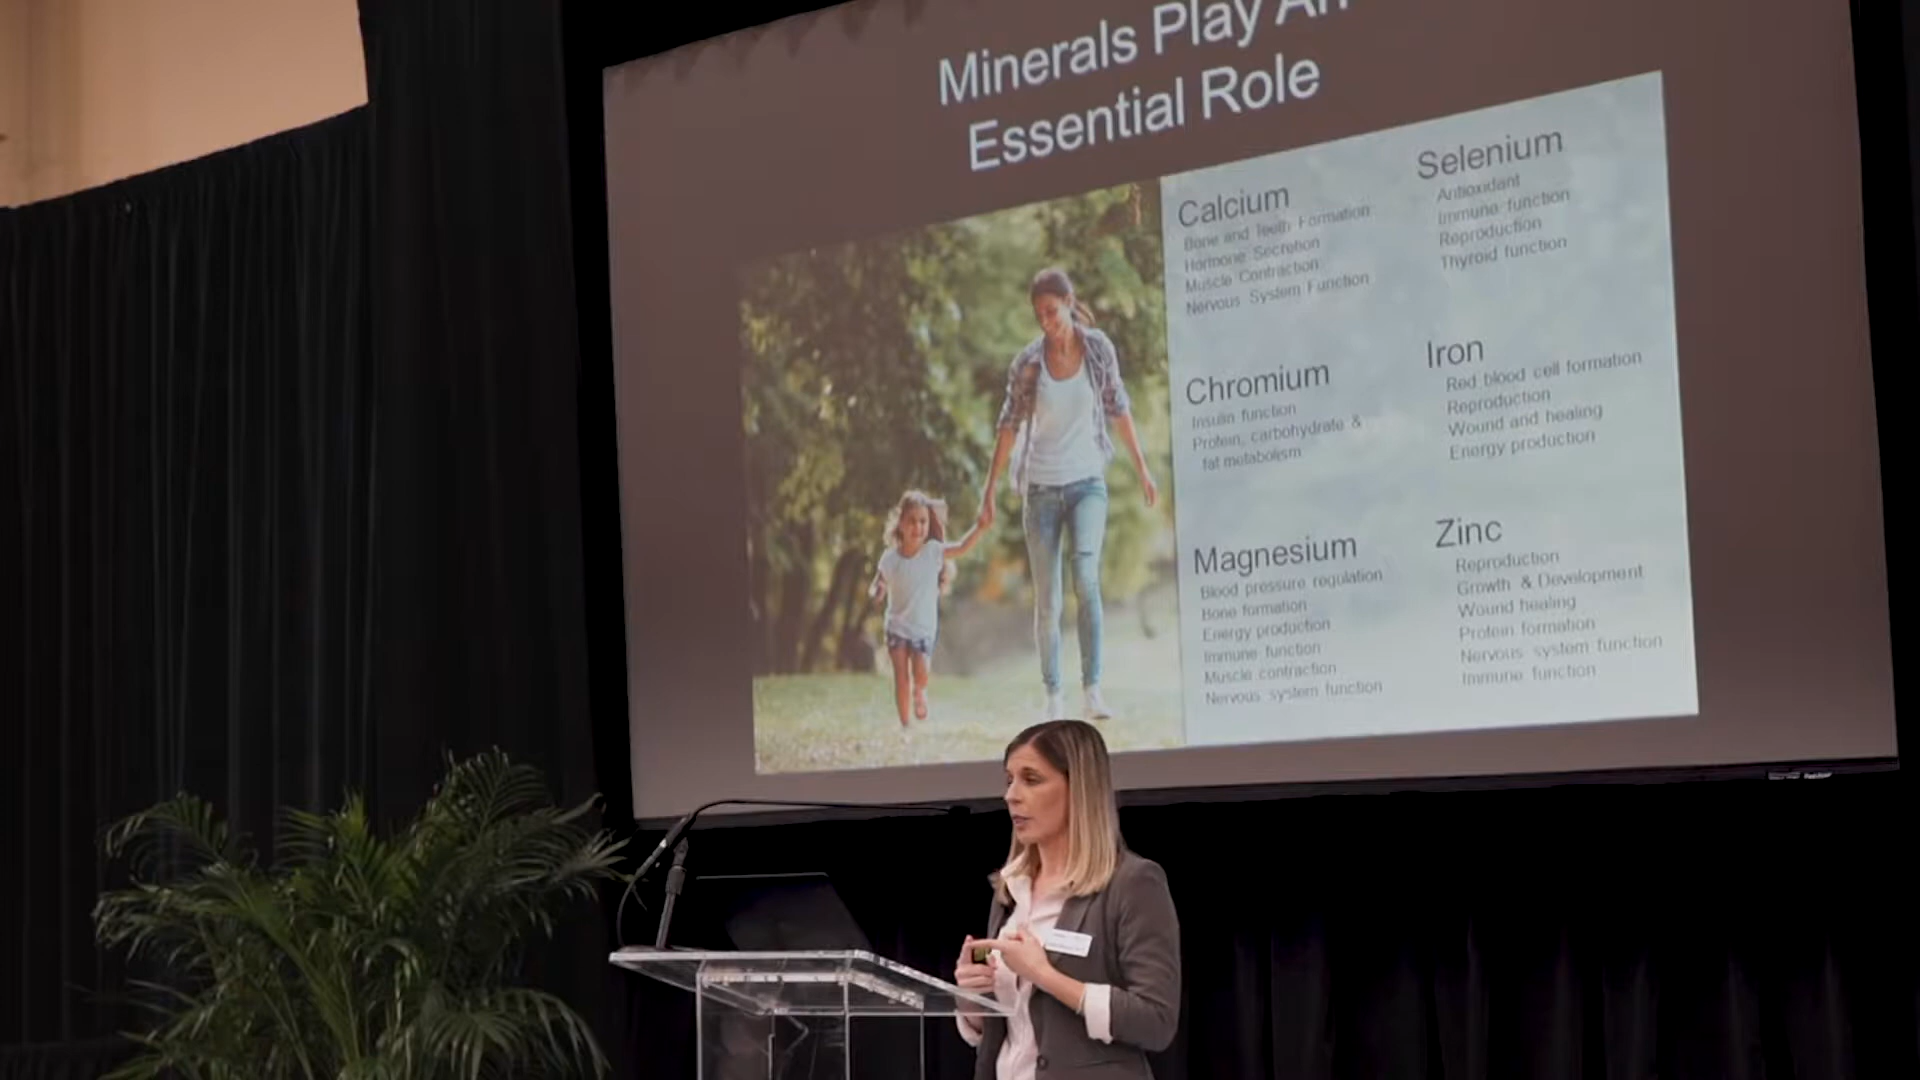 Minerals Play An
Essential Role
Calcium
Bone and Teeth Formation
Hormone Secretion
Muscle Contraction
Nervous System Function
Chromium
Insulin function
Protein, carbohydrate &
fat metabolism
Magnesium
Blood pressure regulation
Bone formation
Energy production
Immune function
Muscle contraction
Nervous system function
Selenium
Antioxidant
Immune function
Reproduction
Thyroid function
Iron
Red blood cell formation
Reproduction
Wound and healing
Energy production
Zinc
Reproduction
Growth & Development
Wound healing
Protein formation
Nervous system function
Immune function